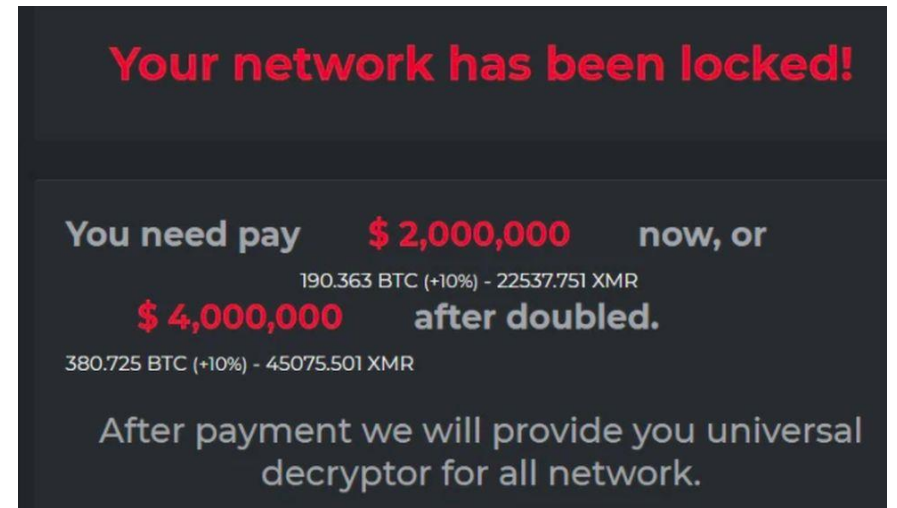 Your network has been locked!
You need pay $ 2,000,000 now, or
190.363 BTC (+10%) - 22537.751 XMR
$ 4,000,000 after doubled.
380.725 BTC (+10%) - 45075.501 XMR
After payment we will provide you universal
decryptor for all network.